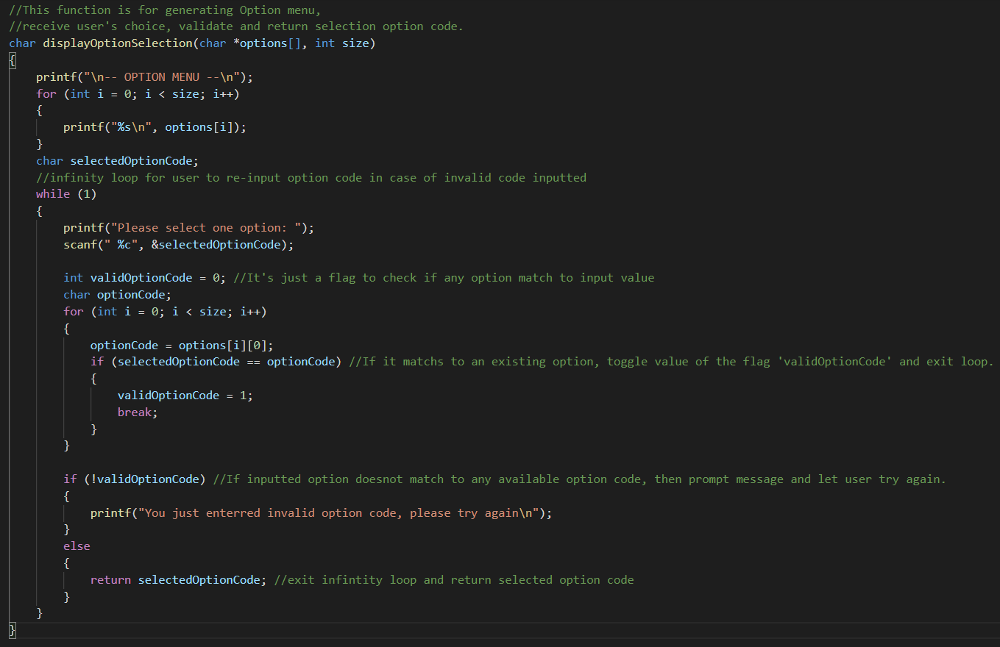 //This function is for generating Option menu,
//receive user's choice, validate and return selection option code.
char displayOptionSelection(char *options[], int size)
{
    printf("\n-- OPTION MENU --\n");
    for (int i = 0; i < size; i++)
    {
        printf("%s\n", options[i]);
    }
    char selectedOptionCode;
    //infinity loop for user to re-input option code in case of invalid code inputted
    while (1)
    {
        printf("Please select one option: ");
        scanf(" %c", &selectedOptionCode);

        int validOptionCode = 0; //It's just a flag to check if any option match to input value
        char optionCode;
        for (int i = 0; i < size; i++)
        {
            optionCode = options[i][0];
            if (selectedOptionCode == optionCode) //If it matchs to an existing option, toggle value of the flag 'validOptionCode' and exit loop.
            {
                validOptionCode = 1;
                break;
            }
        }

        if (!validOptionCode) //If inputted option doesnot match to any available option code, then prompt message and let user try again.
        {
            printf("You just enterred invalid option code, please try again\n");
        }
        else
        {
            return selectedOptionCode; //exit infintity loop and return selected option code
        }
    }
}